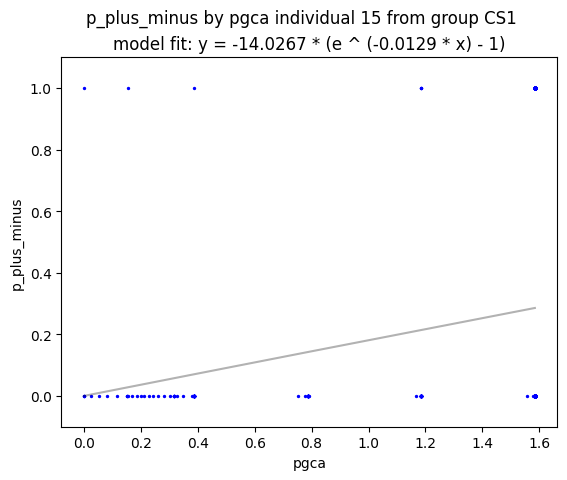 p_plus_minus by pgca individual 15 from group CS1
model fit: y = -14.0267 * (e ^ (-0.0129 * x) - 1)
1.0
0.8
0.6
0.4
0.2
0.0
p_plus_minus
0.0 0.2 0.4 0.6 0.8 1.0 1.2 1.4 1.6
pgca